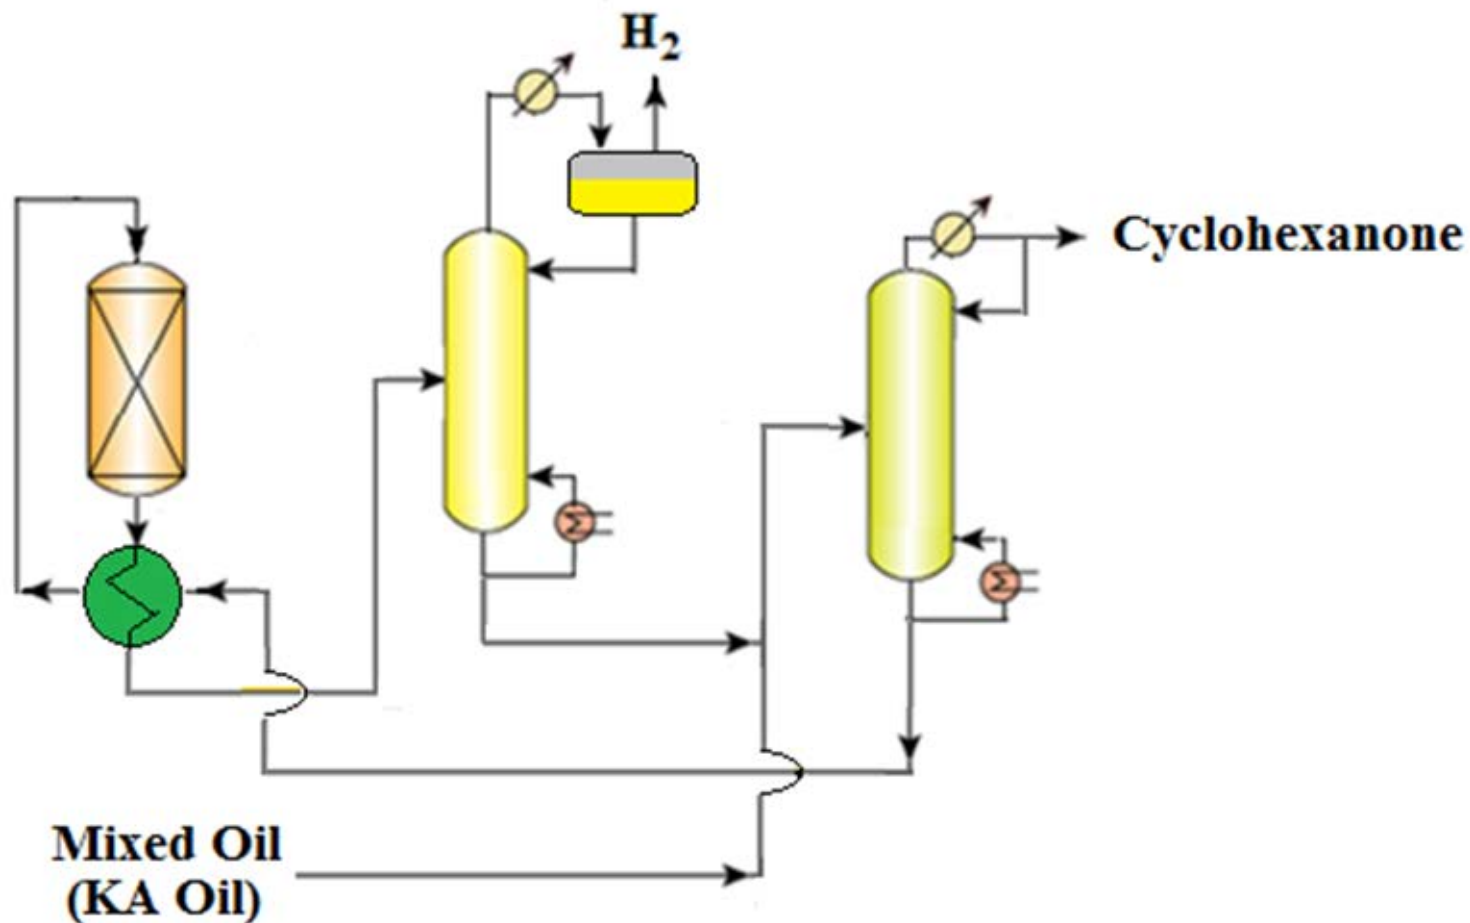 H₂
Cyclohexanone
Mixed Oil
(KA Oil)